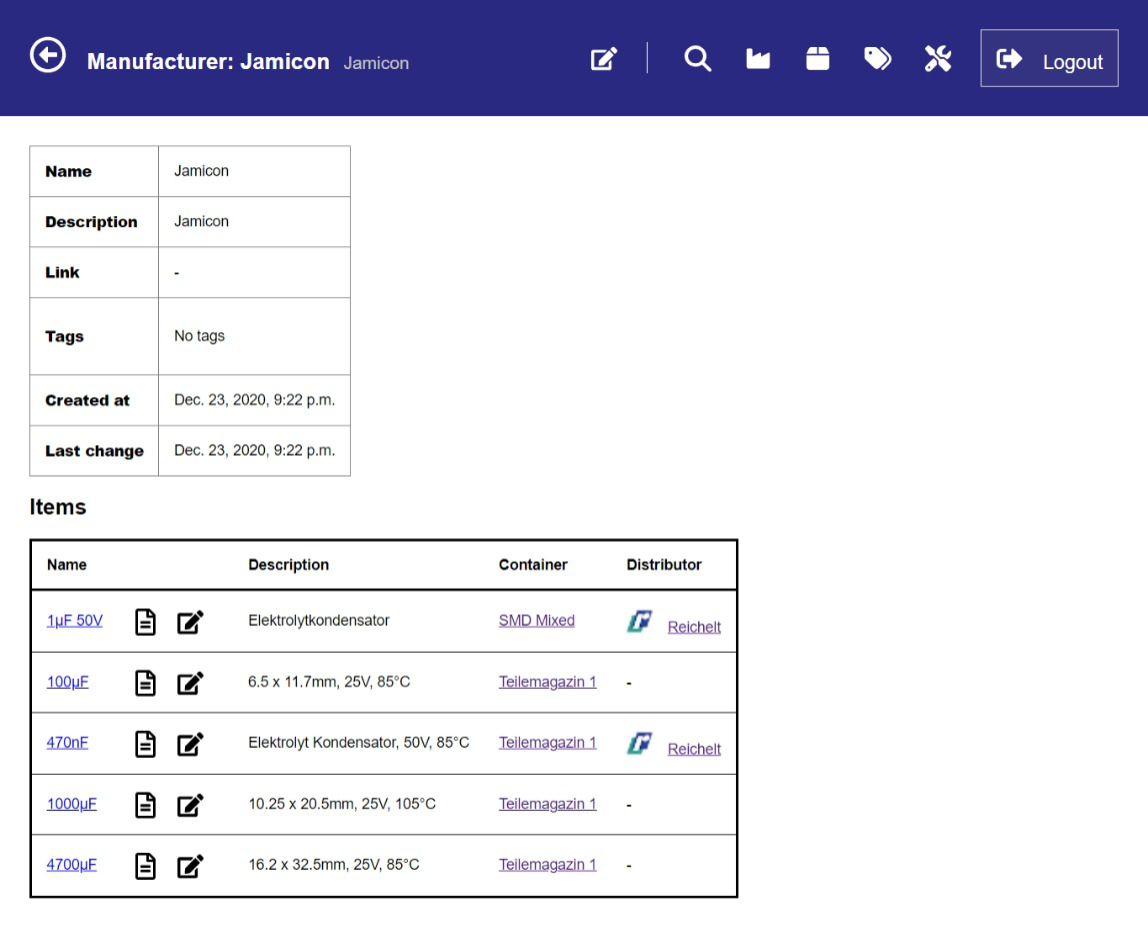 Manufacturer: Jamicon Jamicon Logout
Name Jamicon
Description Jamicon
Link -
Tags No tags
Created at Dec. 23, 2020, 9:22 p.m.
Last change Dec. 23, 2020, 9:22 p.m.
Items
Name Description Container Distributor
1µF 50V Elektrolytkondensator SMD Mixed Reichelt
100µF 6.5 x 11.7mm, 25V, 85°C Teilemagazin 1 -
470nF Elektrolyt Kondensator, 50V, 85°C Teilemagazin 1 Reichelt
1000µF 10.25 x 20.5mm, 25V, 105°C Teilemagazin 1 -
4700µF 16.2 x 32.5mm, 25V, 85°C Teilemagazin 1 -